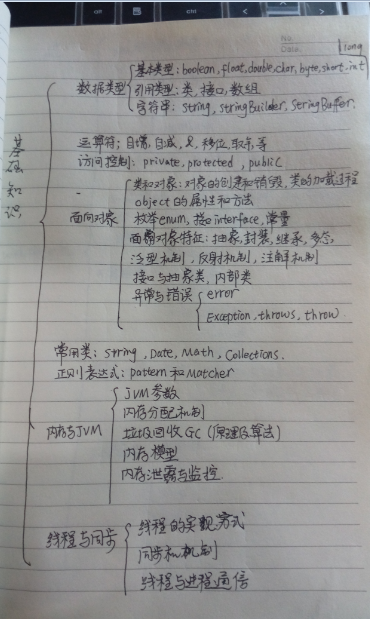 No.
Date.
Liang
基础知识
数据类型
基本类型: boolean, float, double, char, byte, short, int
引用类型: 类, 接口, 数组
字符串: String, StringBuilder, StringBuffer.
运算符; 自增, 自减, &, 移位, 取余等
访问控制: private, protected, public
面向对象
类和对象: 对象的创建和销毁, 类的加载过程
object的属性和方法
枚举enum, 接口interface, 常量
面向对象特征: 抽象, 封装, 继承, 多态,
泛型机制, 反射机制, 注解机制
接口与抽象类, 内部类
异常与错误
error
Exception, throws, throw.
常用类: String, Date, Math, Collections.
正则表达式: pattern和Matcher
内存与JVM
JVM参数
内存分配机制
垃圾回收GC (原理及算法)
内存模型
内存泄露与监控
线程与同步
线程的实现方式
同步机制
线程与进程通信